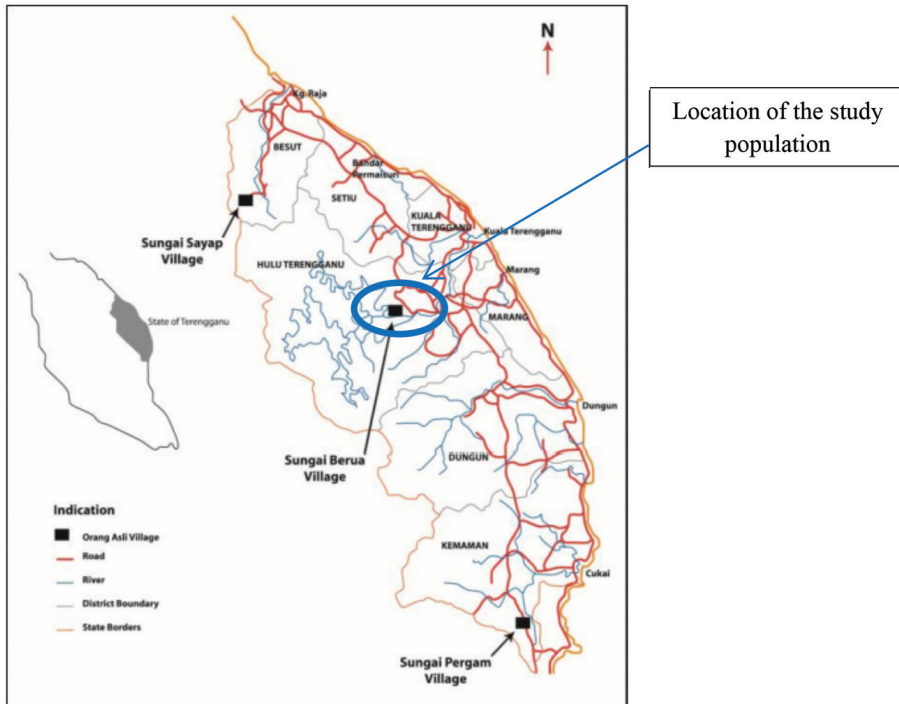 N
Location of the study
population
Kg. Raja
BESUT
Bandar
Permaisuri
SETIU
KUALA
TERENGGANU
Kuala Terengganu
Sungai Sayap
Village
HULU TERENGGANU
Marang
MARANG
State of Terengganu
Dungun
Sungai Berua
Village
DUNGUN
Indication
Orang Asli Village
Road
River
District Boundary
State Borders
KEMAMAN
Cukai
Sungai Pergam
Village